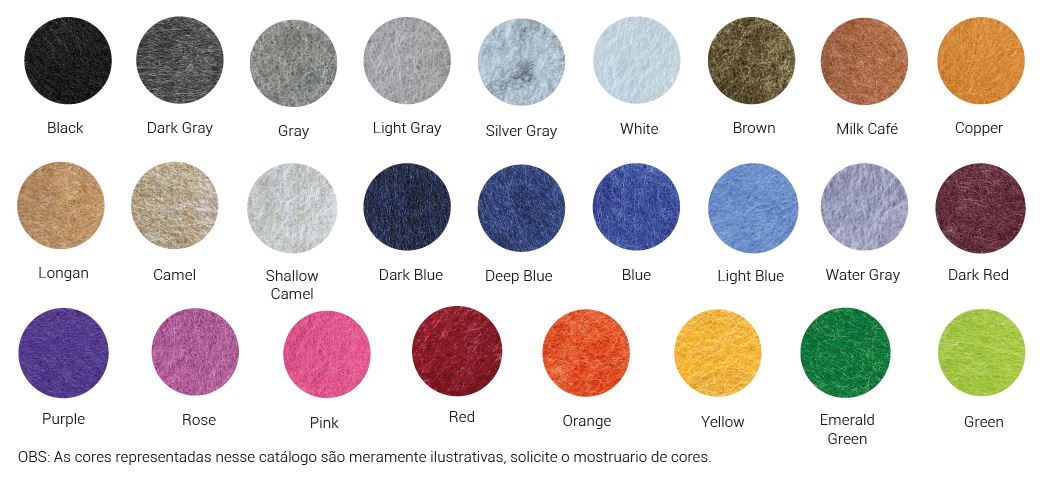 Black
Dark Gray
Gray
Light Gray
Silver Gray
White
Brown
Milk Café
Copper
Longan
Camel
Shallow
Camel
Dark Blue
Deep Blue
Blue
Light Blue
Water Gray
Dark Red
Purple
Rose
Pink
Red
Orange
Yellow
Emerald
Green
Green
OBS: As cores representadas nesse catálogo são meramente ilustrativas, solicite o mostruario de cores.